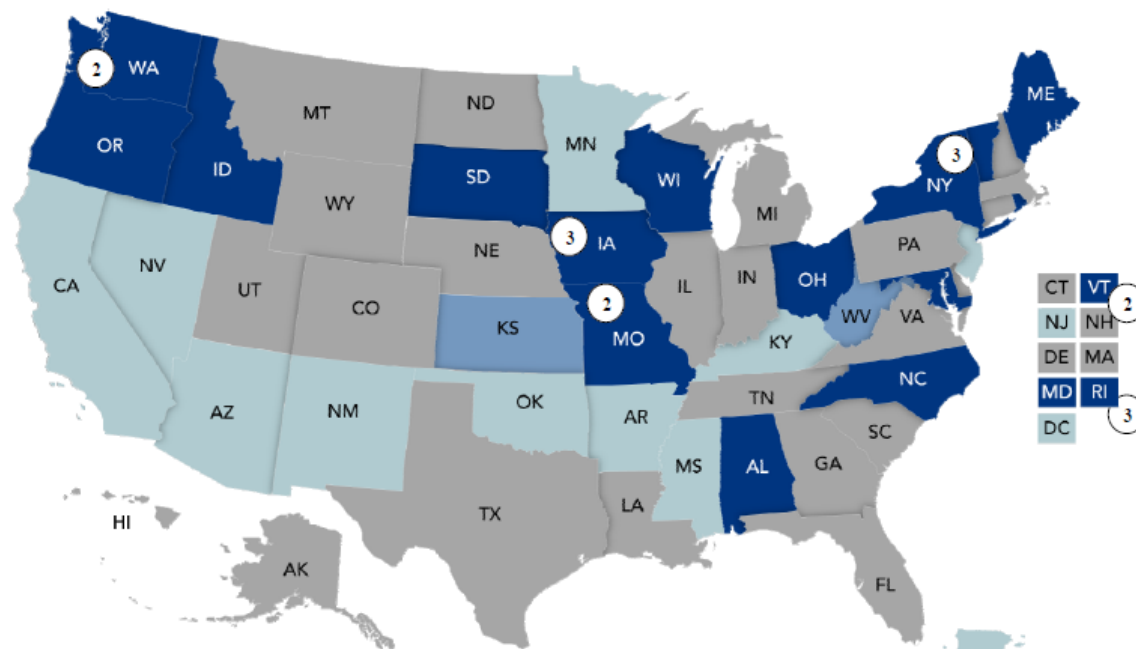 2 WA
ME
MT
ND
MN
OR
ID
SD
WI
3
NY
WY
MI
3 IA
NE
PA
NV
CA
UT
CO
IL
IN
OH
KS
2
MO
WV
VA
KY
CT VT
2
NJ NH
DE MA
MD RI
3
DC
NC
TN
AZ
NM
OK
AR
SC
MS
AL
GA
LA
TX
HI
AK
FL